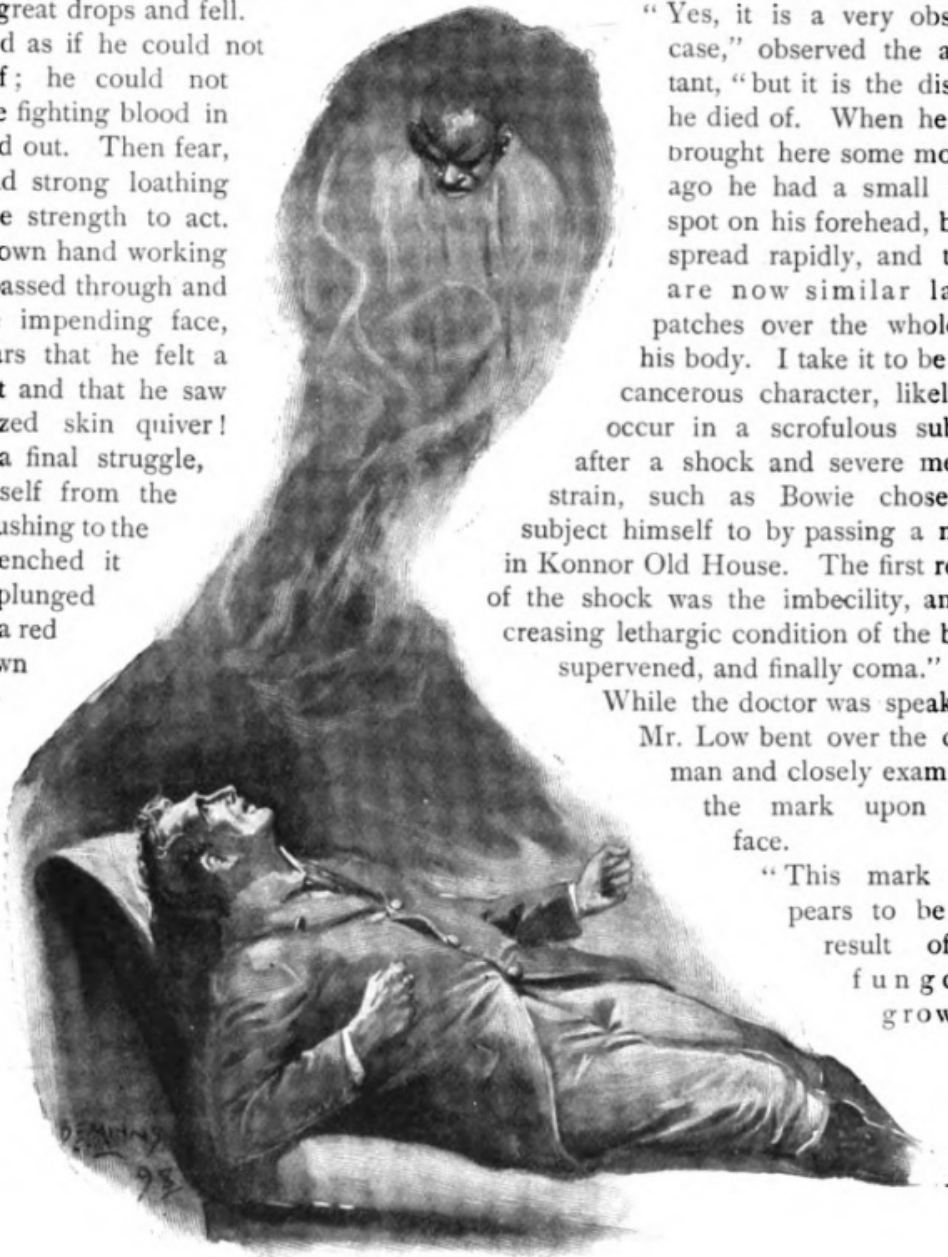 great drops and fell.
d as if he could not
f; he could not
e fighting blood in
d out. Then fear,
d strong loathing
e strength to act.
own hand working
assed through and
impending face,
rs that he felt a
t and that he saw
zed skin quiver!
a final struggle,
self from the
ushing to the
enched it
plunged
a red
wn
“Yes, it is a very obs
case,” observed the a
tant, “but it is the dis
he died of. When he
brought here some mo
ago he had a small
spot on his forehead, b
spread rapidly, and t
are now similar la
patches over the whol
his body. I take it to be
cancerous character, likel
occur in a scrofulous sub
after a shock and severe me
strain, such as Bowie chose
subject himself to by passing a n
in Konnor Old House. The first re
of the shock was the imbecility, an
creasing lethargic condition of the b
supervened, and finally coma.”
While the doctor was speak
Mr. Low bent over the d
man and closely exam
the mark upon
face.
“This mark
pears to be
result of
fungo
grow
B. E. MINNS
98